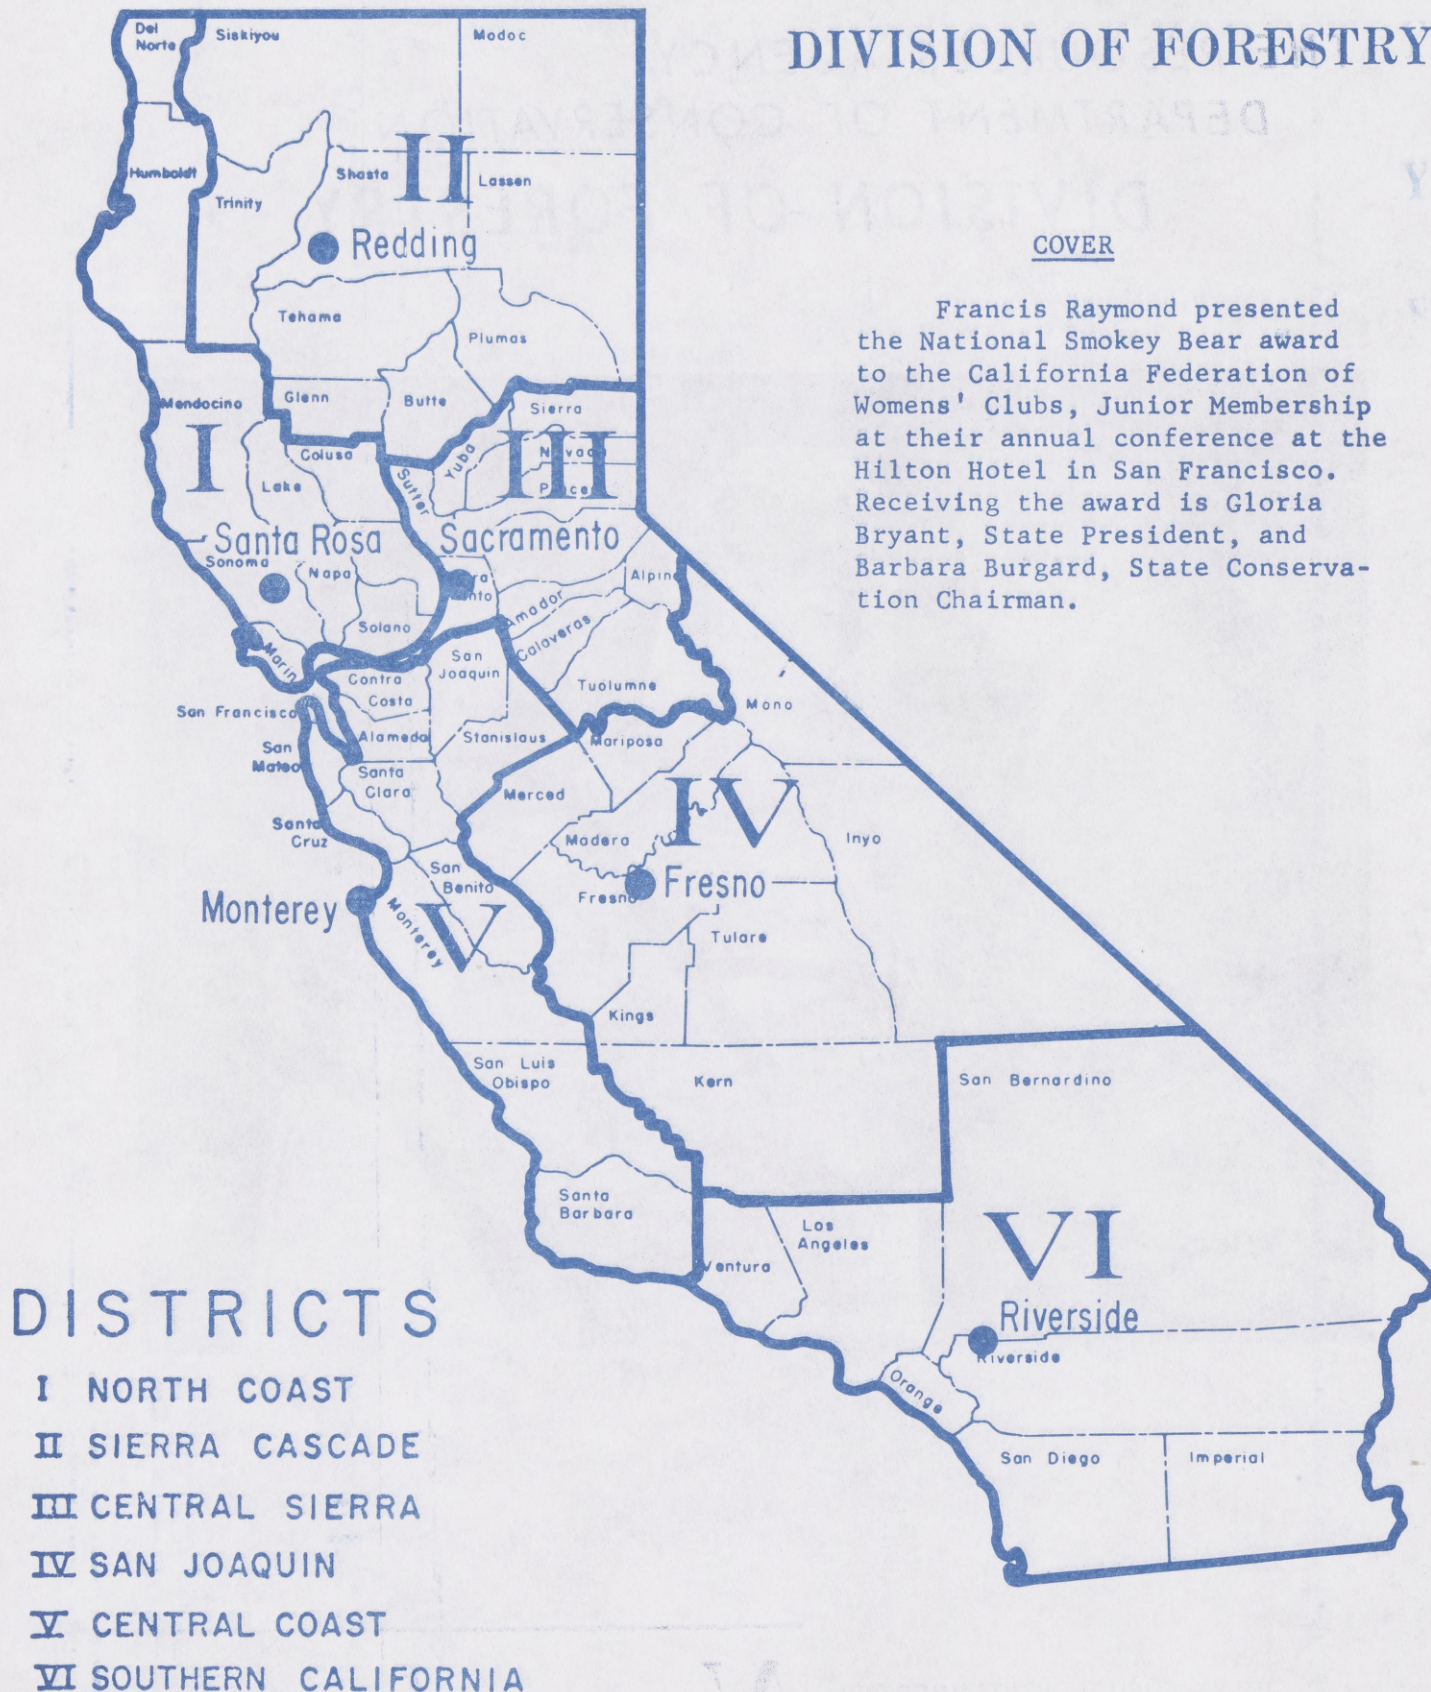 DIVISION OF FORESTRY
COVER
Francis Raymond presented
the National Smokey Bear award
to the California Federation of
Womens' Clubs, Junior Membership
at their annual conference at the
Hilton Hotel in San Francisco.
Receiving the award is Gloria
Bryant, State President, and
Barbara Burgard, State Conserva-
tion Chairman.
Del
Norte
Siskiyou
Modoc
Humboldt
Trinity
Shasta
II
Lassen
Redding
Tehama
Plumas
Mendocino
Glenn
Butte
Sierra
I
Colusa
Lake
Sutter
Yuba
III
Santa Rosa
Sacramento
Sonoma
Napa
Solano
Marin
Amador
Alpin
Calaveras
Contra
Costa
San
Joaquin
Tuolumne
Mono
San Francisco
Alameda
Stanislaus
Mariposa
San
Mateo
Santa
Clara
Merced
IV
Santa
Cruz
Madera
Inyo
San
Benito
Fresno
Fresno
Monterey
Monterey
V
Tulare
Kings
San Luis
Obispo
Kern
San Bernardino
Santa
Barbara
Ventura
Los
Angeles
VI
Riverside
Riverside
Orange
San Diego
Imperial
DISTRICTS
I NORTH COAST
II SIERRA CASCADE
III CENTRAL SIERRA
IV SAN JOAQUIN
V CENTRAL COAST
VI SOUTHERN CALIFORNIA